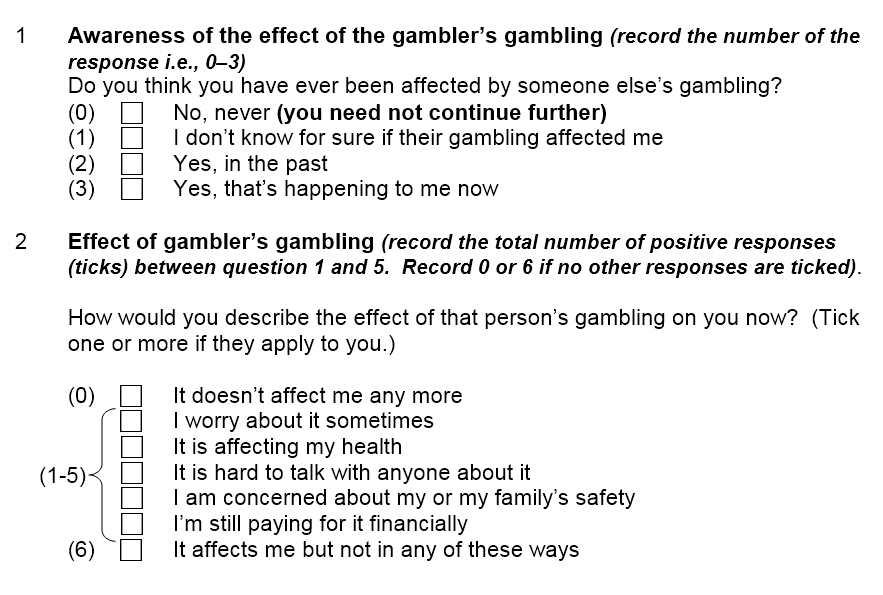 1 Awareness of the effect of the gambler's gambling (record the number of the
response i.e., 0–3)
Do you think you have ever been affected by someone else's gambling?
(0) No, never (you need not continue further)
(1) I don't know for sure if their gambling affected me
(2) Yes, in the past
(3) Yes, that's happening to me now
2 Effect of gambler's gambling (record the total number of positive responses
(ticks) between question 1 and 5. Record 0 or 6 if no other responses are ticked).
How would you describe the effect of that person's gambling on you now? (Tick
one or more if they apply to you.)
(0) It doesn't affect me any more
I worry about it sometimes
It is affecting my health
(1-5) It is hard to talk with anyone about it
I am concerned about my or my family's safety
I'm still paying for it financially
(6) It affects me but not in any of these ways